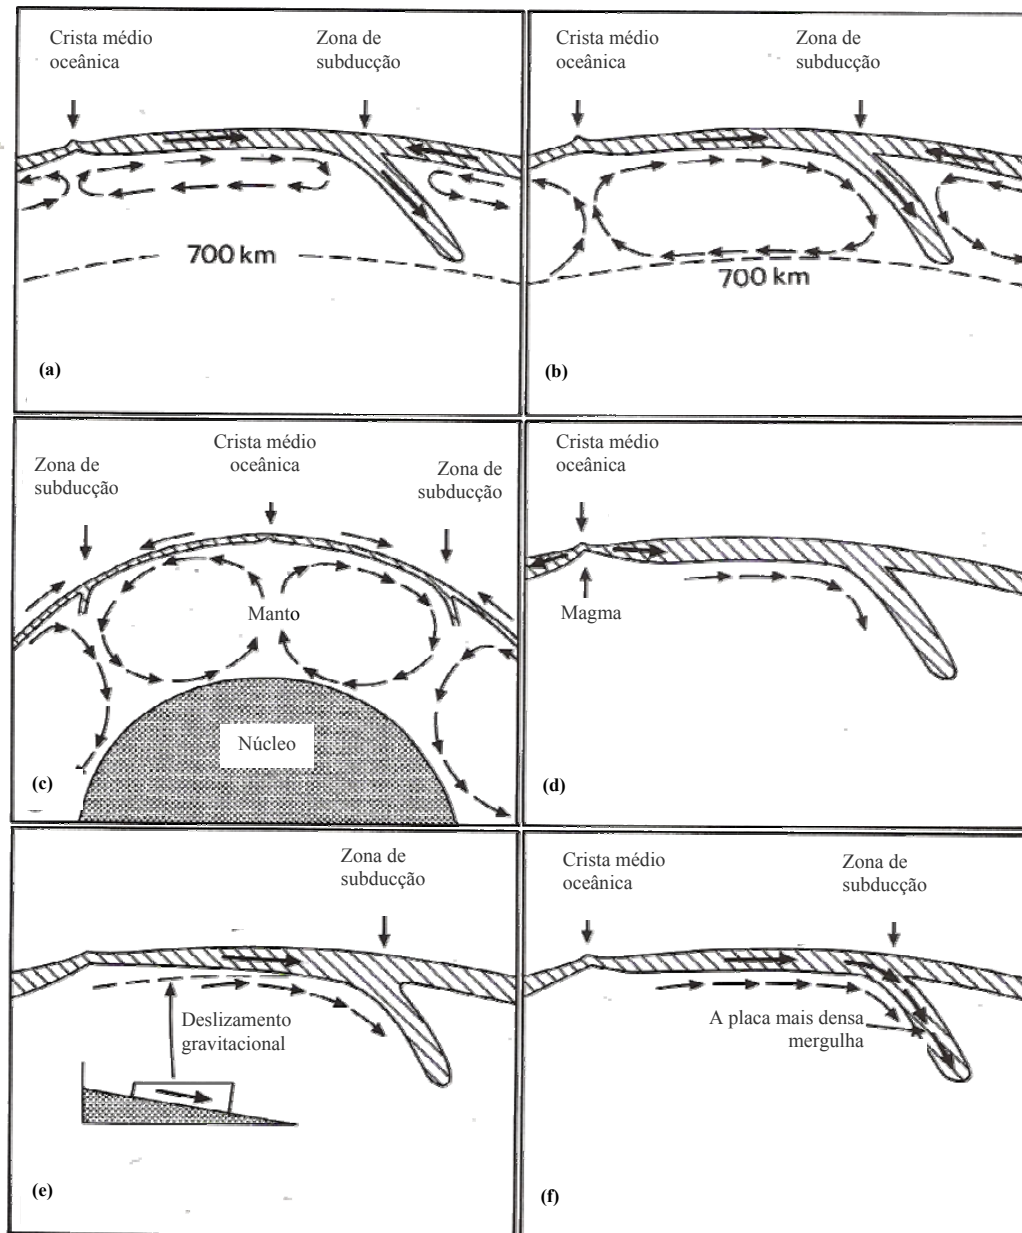 Crista médio
oceânica
Zona de
subducção
700 km
(a)
Crista médio
oceânica
Zona de
subducção
700 km
(b)
Zona de
subducção
Crista médio
oceânica
Zona de
subducção
Manto
Núcleo
(c)
Crista médio
oceânica
Magma
(d)
Zona de
subducção
Deslizamento
gravitacional
(e)
Crista médio
oceânica
Zona de
subducção
A placa mais densa
mergulha
(f)